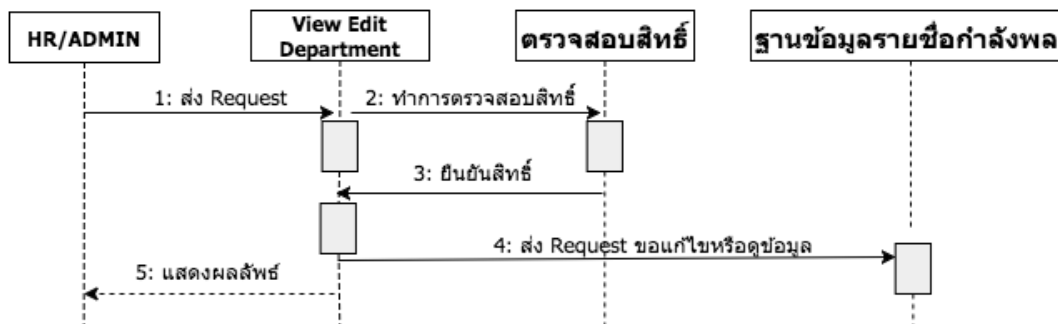 HR/ADMIN
View Edit
Department
ตรวจสอบสิทธิ์
ฐานข้อมูลรายชื่อกำลังพล
1: ส่ง Request
2: ทำการตรวจสอบสิทธิ์
3: ยืนยันสิทธิ์
4: ส่ง Request ขอแก้ไขหรือดูข้อมูล
5: แสดงผลลัพธ์